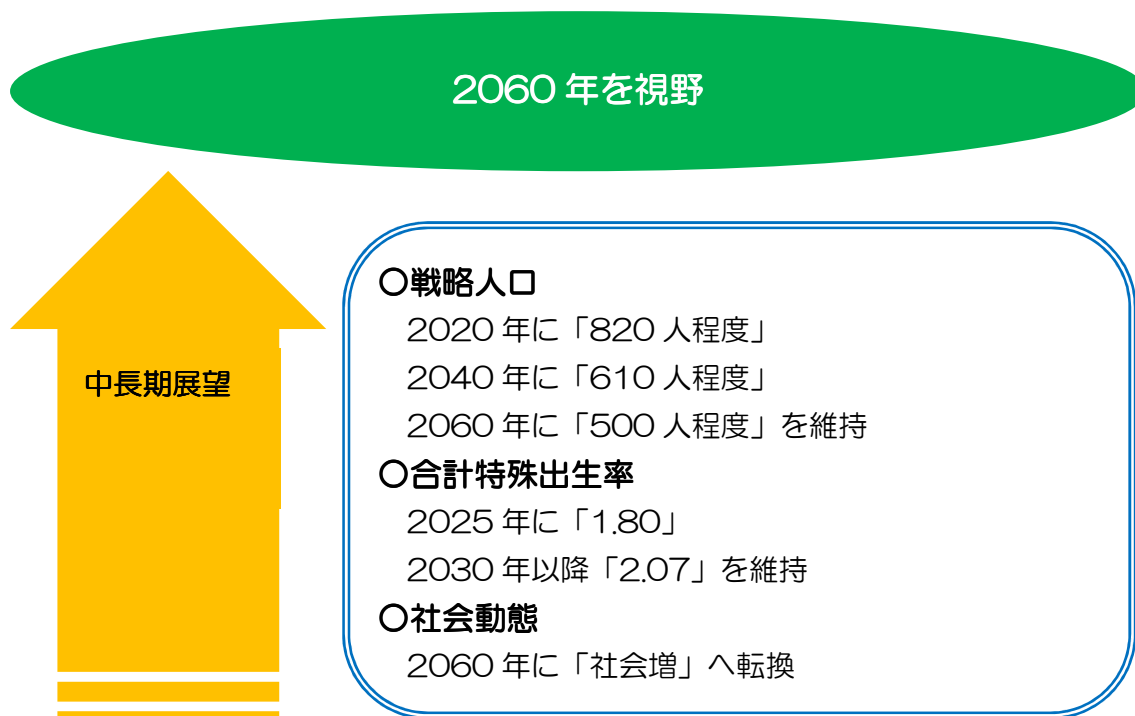 2060 年を視野
中長期展望
〇戦略人口
2020 年に「820 人程度」
2040 年に「610 人程度」
2060 年に「500 人程度」を維持
〇合計特殊出生率
2025 年に「1.80」
2030 年以降「2.07」を維持
〇社会動態
2060 年に「社会増」へ転換